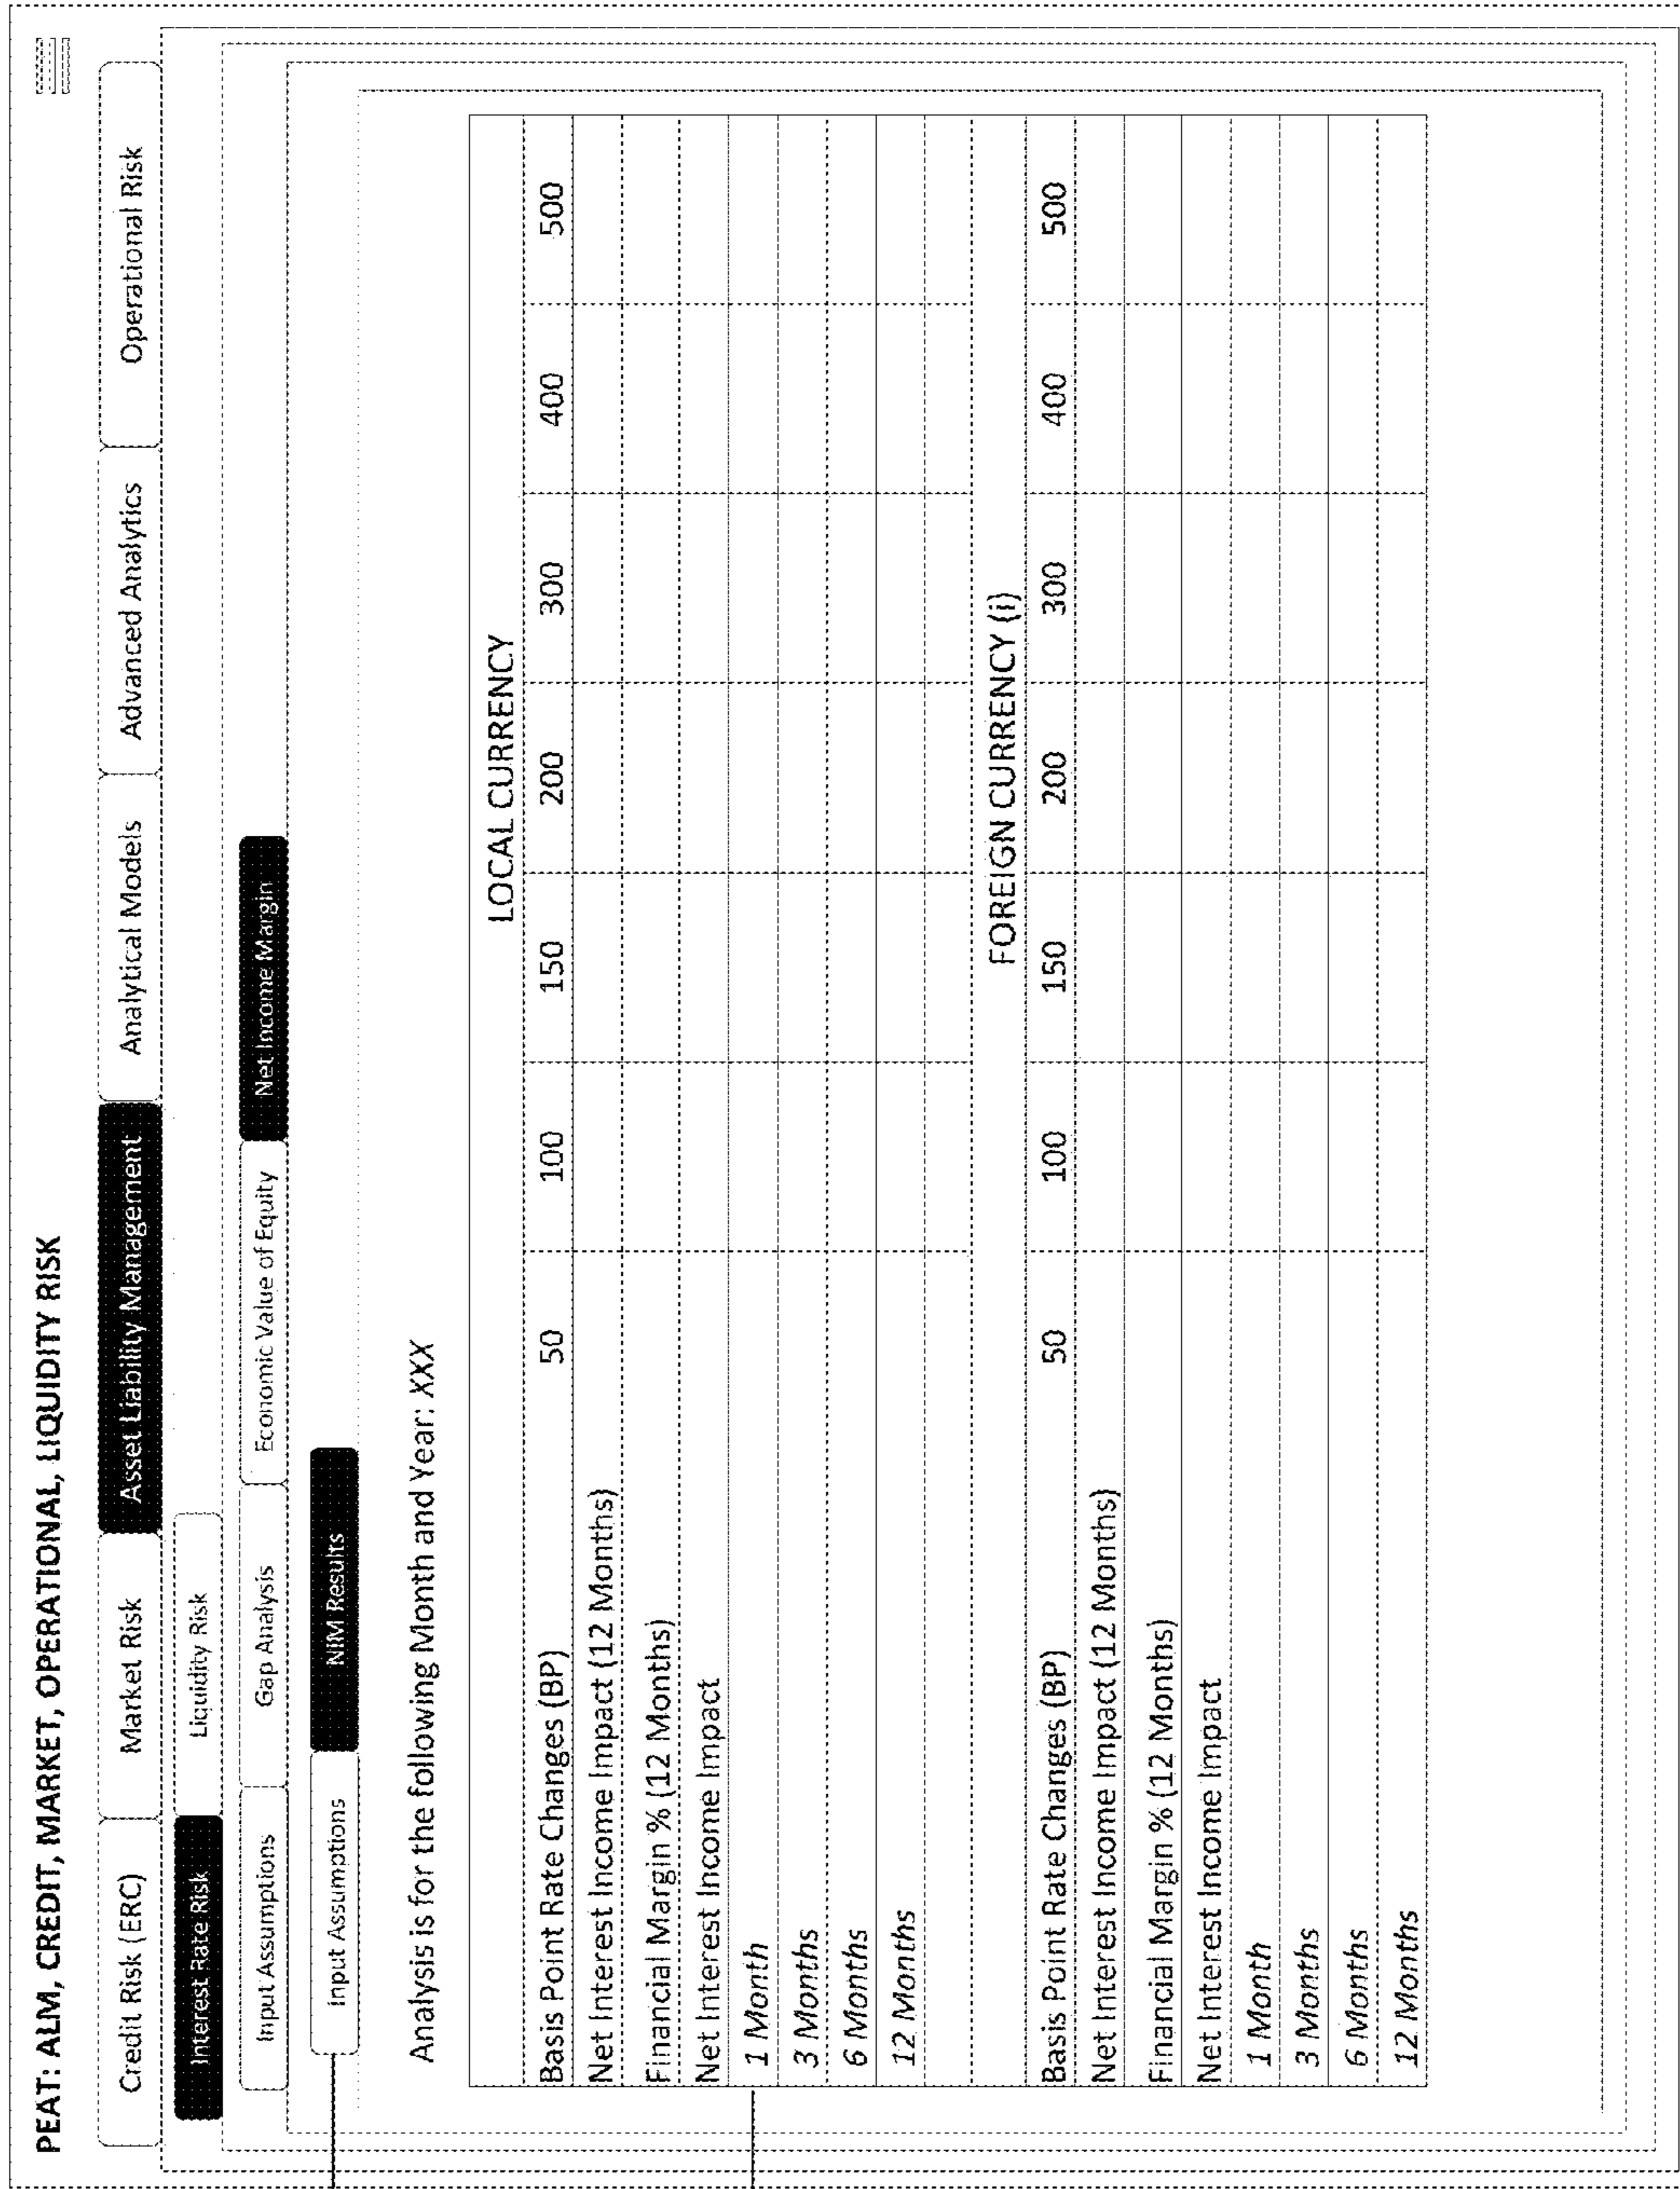 PEAT: ALM, CREDIT, MARKET, OPERATIONAL, LIQUIDITY RISK
Credit Risk (ERC) Market Risk Asset Liability Management Analytical Models Advanced Analytics Operational Risk
Interest Rate Risk Liquidity Risk
Input Assumptions Gap Analysis Economic Value of Equity Net Income Margin
Input Assumptions NIM Results
Analysis is for the following Month and Year: XXX
LOCAL CURRENCY
Basis Point Rate Changes (BP) 50 100 150 200 300 400 500
Net Interest Income Impact (12 Months)
Financial Margin % (12 Months)
Net Interest Income Impact
1 Month
3 Months
6 Months
12 Months
FOREIGN CURRENCY (i)
Basis Point Rate Changes (BP) 50 100 150 200 300 400 500
Net Interest Income Impact (12 Months)
Financial Margin % (12 Months)
Net Interest Income Impact
1 Month
3 Months
6 Months
12 Months